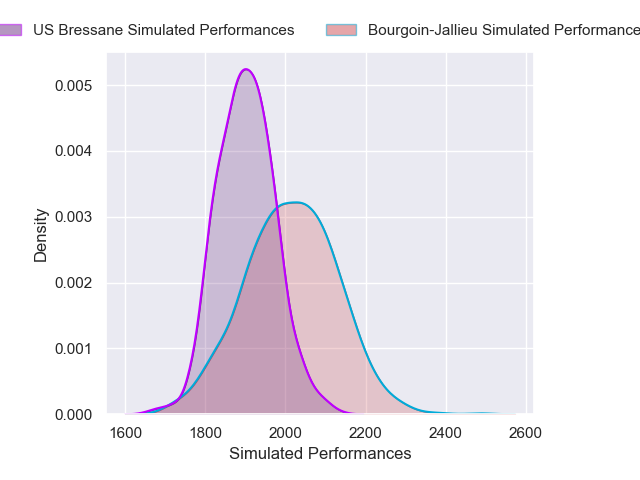 US Bressane Simulated Performances Bourgoin-Jallieu Simulated Performance
0.005
0.004
0.003
0.002
0.001
0.000
Density
1600 1800 2000 2200 2400 2600
Simulated Performances